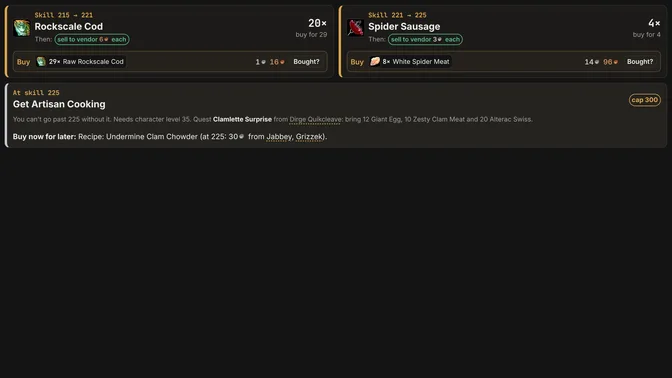 Skill 215 → 221
Rockscale Cod
20×
Then: sell to vendor 6 each
buy for 29
Buy 29× Raw Rockscale Cod 1 16 Bought?
Skill 221 → 225
Spider Sausage
4×
Then: sell to vendor 3 each
buy for 4
Buy 8× White Spider Meat 14 96 Bought?
At skill 225
Get Artisan Cooking
cap 300
You can't go past 225 without it. Needs character level 35. Quest Clamlette Surprise from Dirge Quikcleave: bring 12 Giant Egg, 10 Zesty Clam Meat and 20 Alterac Swiss.
Buy now for later: Recipe: Undermine Clam Chowder (at 225: 30 from Jabbey, Grizzek).